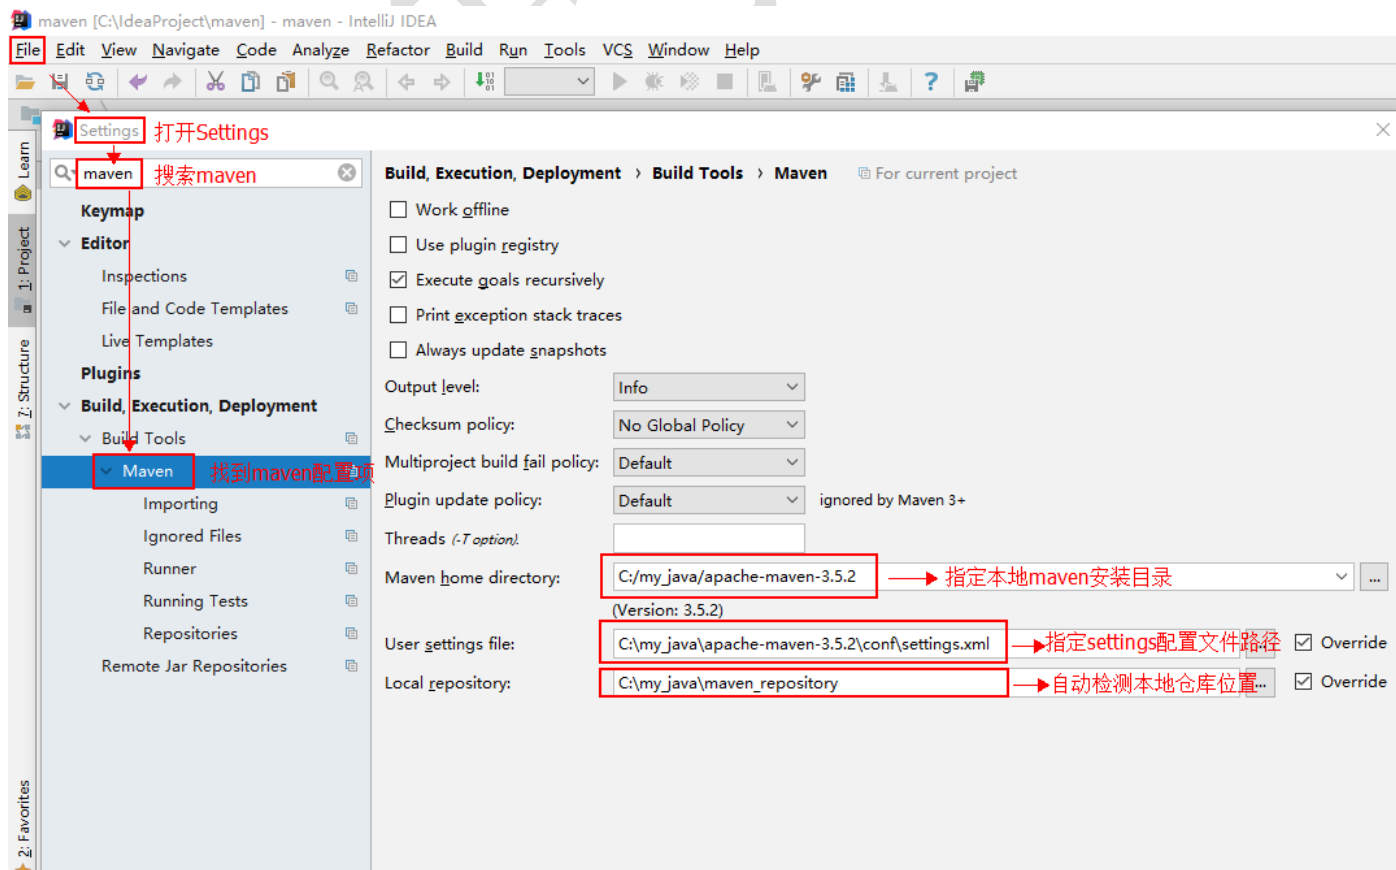 maven [C:\IdeaProject\maven] - maven - IntelliJ IDEA
File Edit View Navigate Code Analyze Refactor Build Run Tools VCS Window Help
Settings 打开Settings
maven 搜索maven
Keymap
Editor
Inspections
File and Code Templates
Live Templates
Plugins
Build, Execution, Deployment
Build Tools
Maven 找到maven配置项
Importing
Ignored Files
Runner
Running Tests
Repositories
Remote Jar Repositories
Build, Execution, Deployment › Build Tools › Maven For current project
Work offline
Use plugin registry
Execute goals recursively
Print exception stack traces
Always update snapshots
Output level: Info
Checksum policy: No Global Policy
Multiproject build fail policy: Default
Plugin update policy: Default ignored by Maven 3+
Threads (-T option):
Maven home directory: C:/my_java/apache-maven-3.5.2 指定本地maven安装目录 ...
(Version: 3.5.2)
User settings file: C:\my_java\apache-maven-3.5.2\conf\settings.xml 指定settings配置文件路径 Override
Local repository: C:\my_java\maven_repository 自动检测本地仓库位置 ... Override
Learn
1: Project
7: Structure
2: Favorites